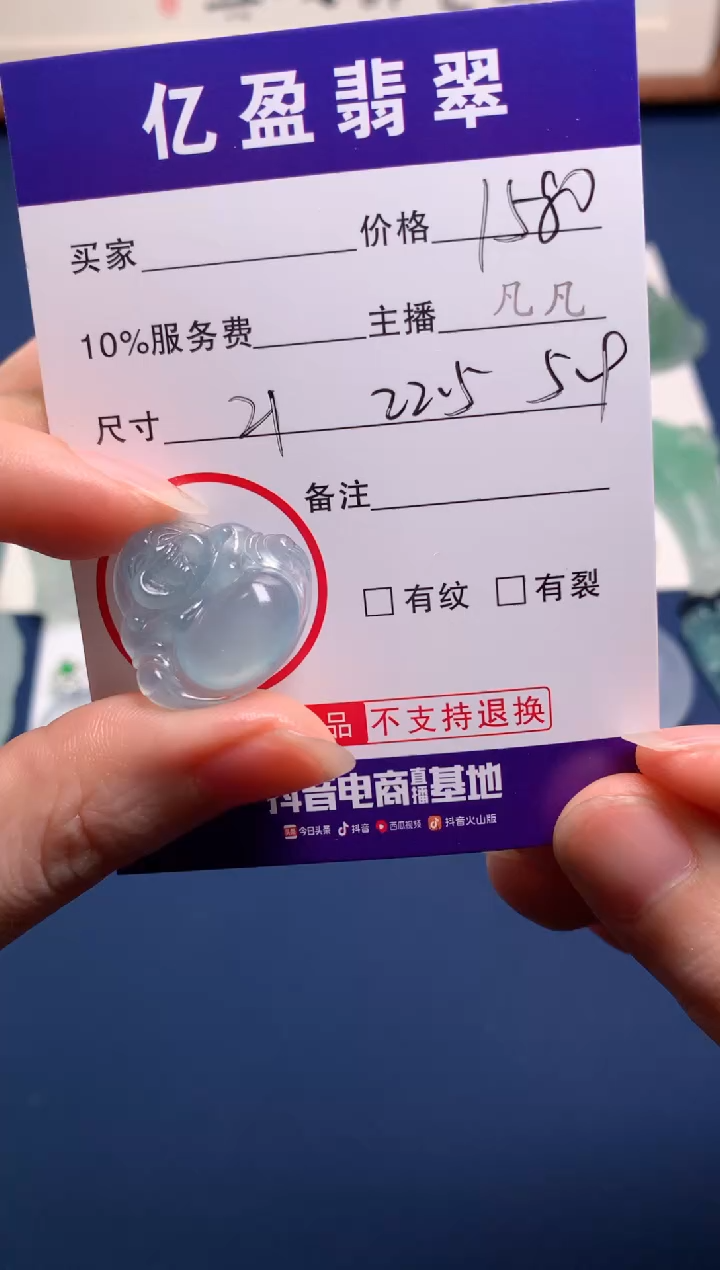 亿盈翡翠
买家 价格 1580
10%服务费 主播 凡凡
尺寸 21 22.5 5.9
备注
有纹 有裂
品 不支持退换
抖音电商直播基地
今日头条 抖音 西瓜视频 抖音火山版